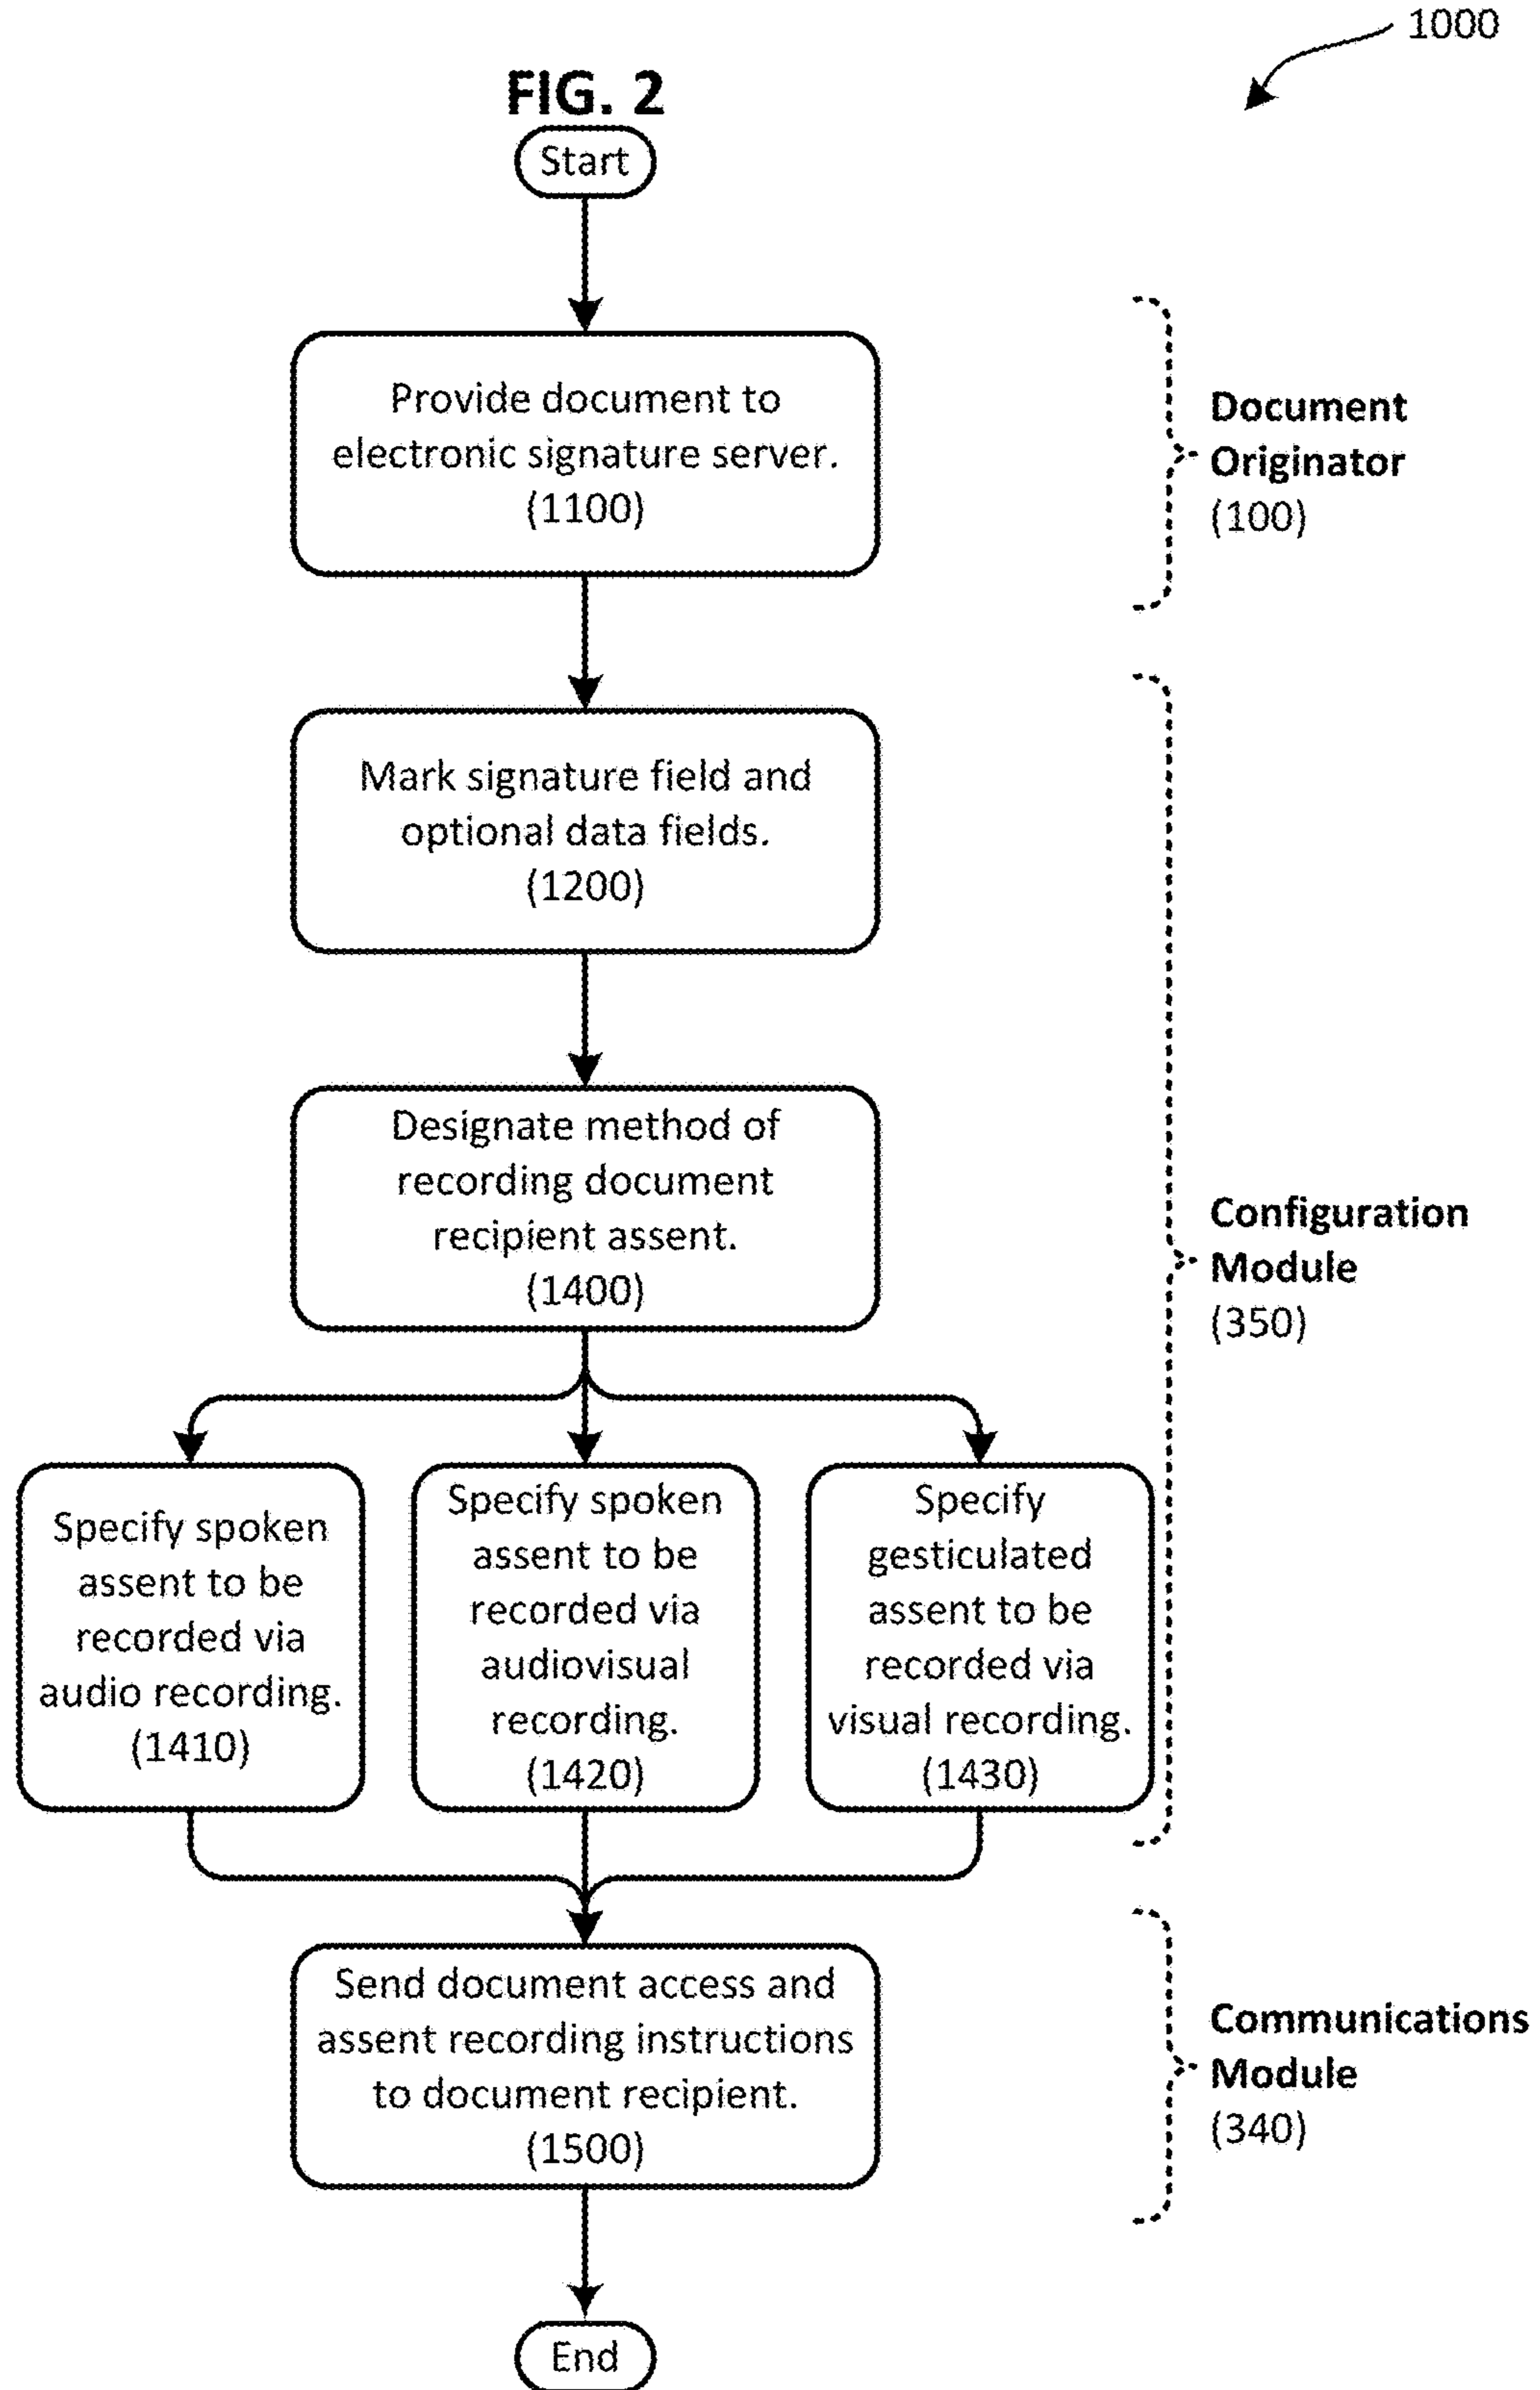 1000
FIG. 2
Start
Provide document to
electronic signature server.
(1100)
Document
Originator
(100)
Mark signature field and
optional data fields.
(1200)
Designate method of
recording document
recipient assent.
(1400)
Configuration
Module
(350)
Specify spoken
assent to be
recorded via
audio recording.
(1410)
Specify spoken
assent to be
recorded via
audiovisual
recording.
(1420)
Specify
gesticulated
assent to be
recorded via
visual recording.
(1430)
Send document access and
assent recording instructions
to document recipient.
(1500)
Communications
Module
(340)
End